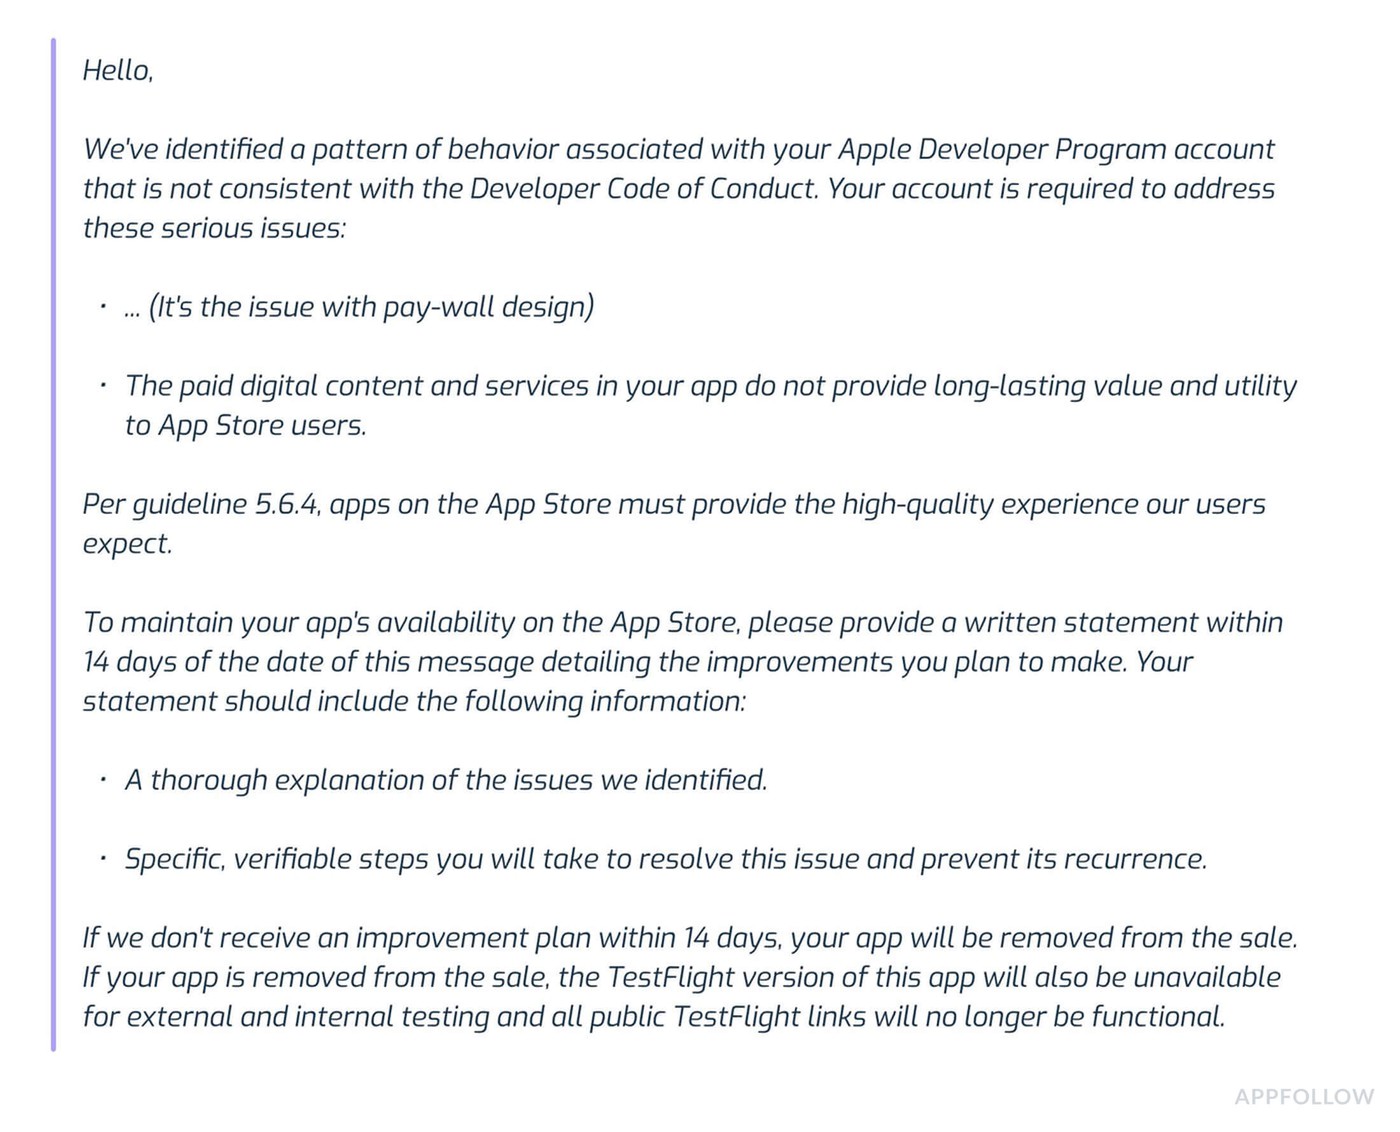 Hello,
We've identified a pattern of behavior associated with your Apple Developer Program account
that is not consistent with the Developer Code of Conduct. Your account is required to address
these serious issues:
· ... (It's the issue with pay-wall design)
· The paid digital content and services in your app do not provide long-lasting value and utility
to App Store users.
Per guideline 5.6.4, apps on the App Store must provide the high-quality experience our users
expect.
To maintain your app's availability on the App Store, please provide a written statement within
14 days of the date of this message detailing the improvements you plan to make. Your
statement should include the following information:
· A thorough explanation of the issues we identified.
· Specific, verifiable steps you will take to resolve this issue and prevent its recurrence.
If we don't receive an improvement plan within 14 days, your app will be removed from the sale.
If your app is removed from the sale, the TestFlight version of this app will also be unavailable
for external and internal testing and all public TestFlight links will no longer be functional.
APPFOLLOW